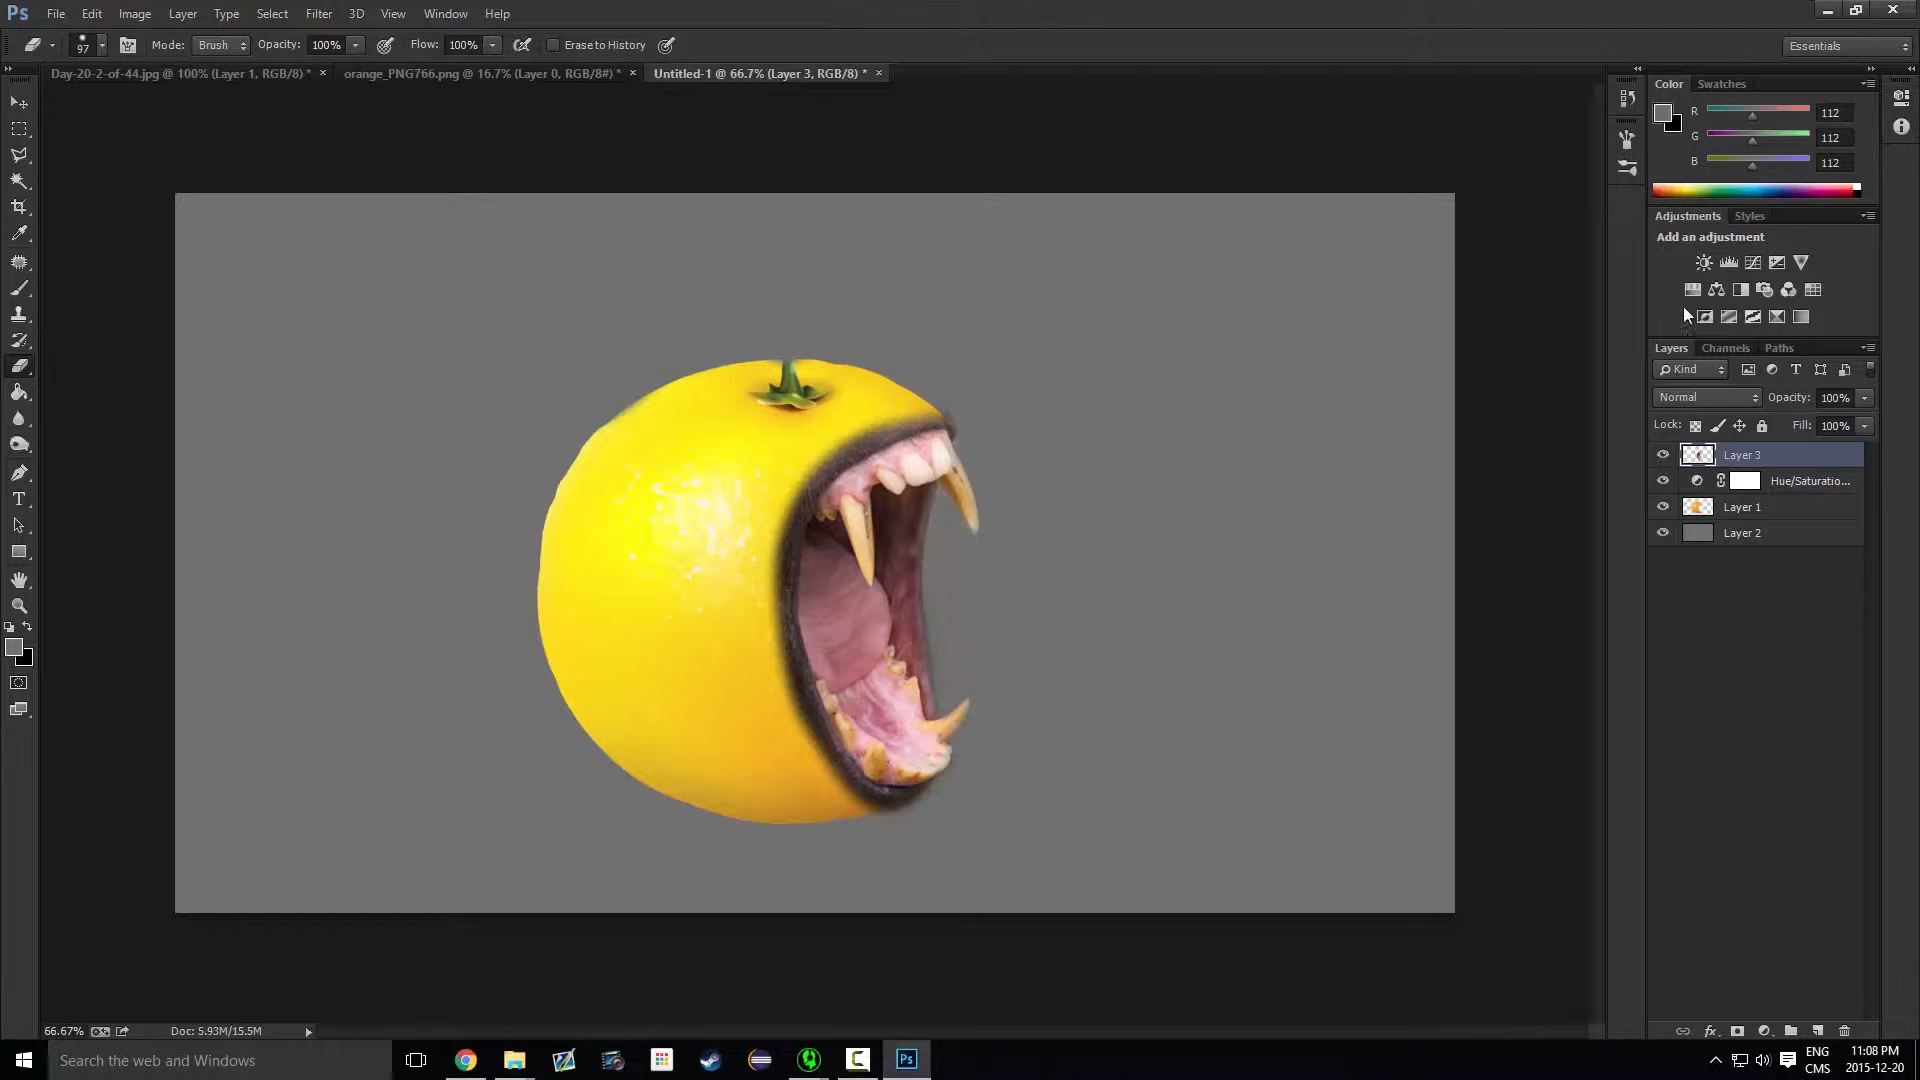 Ps File Edit Image Layer Type Select Filter 3D View Window Help
97 Mode: Brush Opacity: 100% Flow: 100% Erase to History Essentials
Day-20-2-of-44.jpg @ 100% (Layer 1, RGB/8) * × orange_PNG766.png @ 16.7% (Layer 0, RGB/8#) * × Untitled-1 @ 66.7% (Layer 3, RGB/8) * ×
Color Swatches
R 112
G 112
B 112
Adjustments Styles
Add an adjustment
Layers Channels Paths
Kind
Normal Opacity: 100%
Lock: Fill: 100%
Layer 3
Hue/Saturatio...
Layer 1
Layer 2
66.67% Doc: 5.93M/15.5M
Search the web and Windows
Ps
ENG
CMS
11:08 PM
2015-12-20